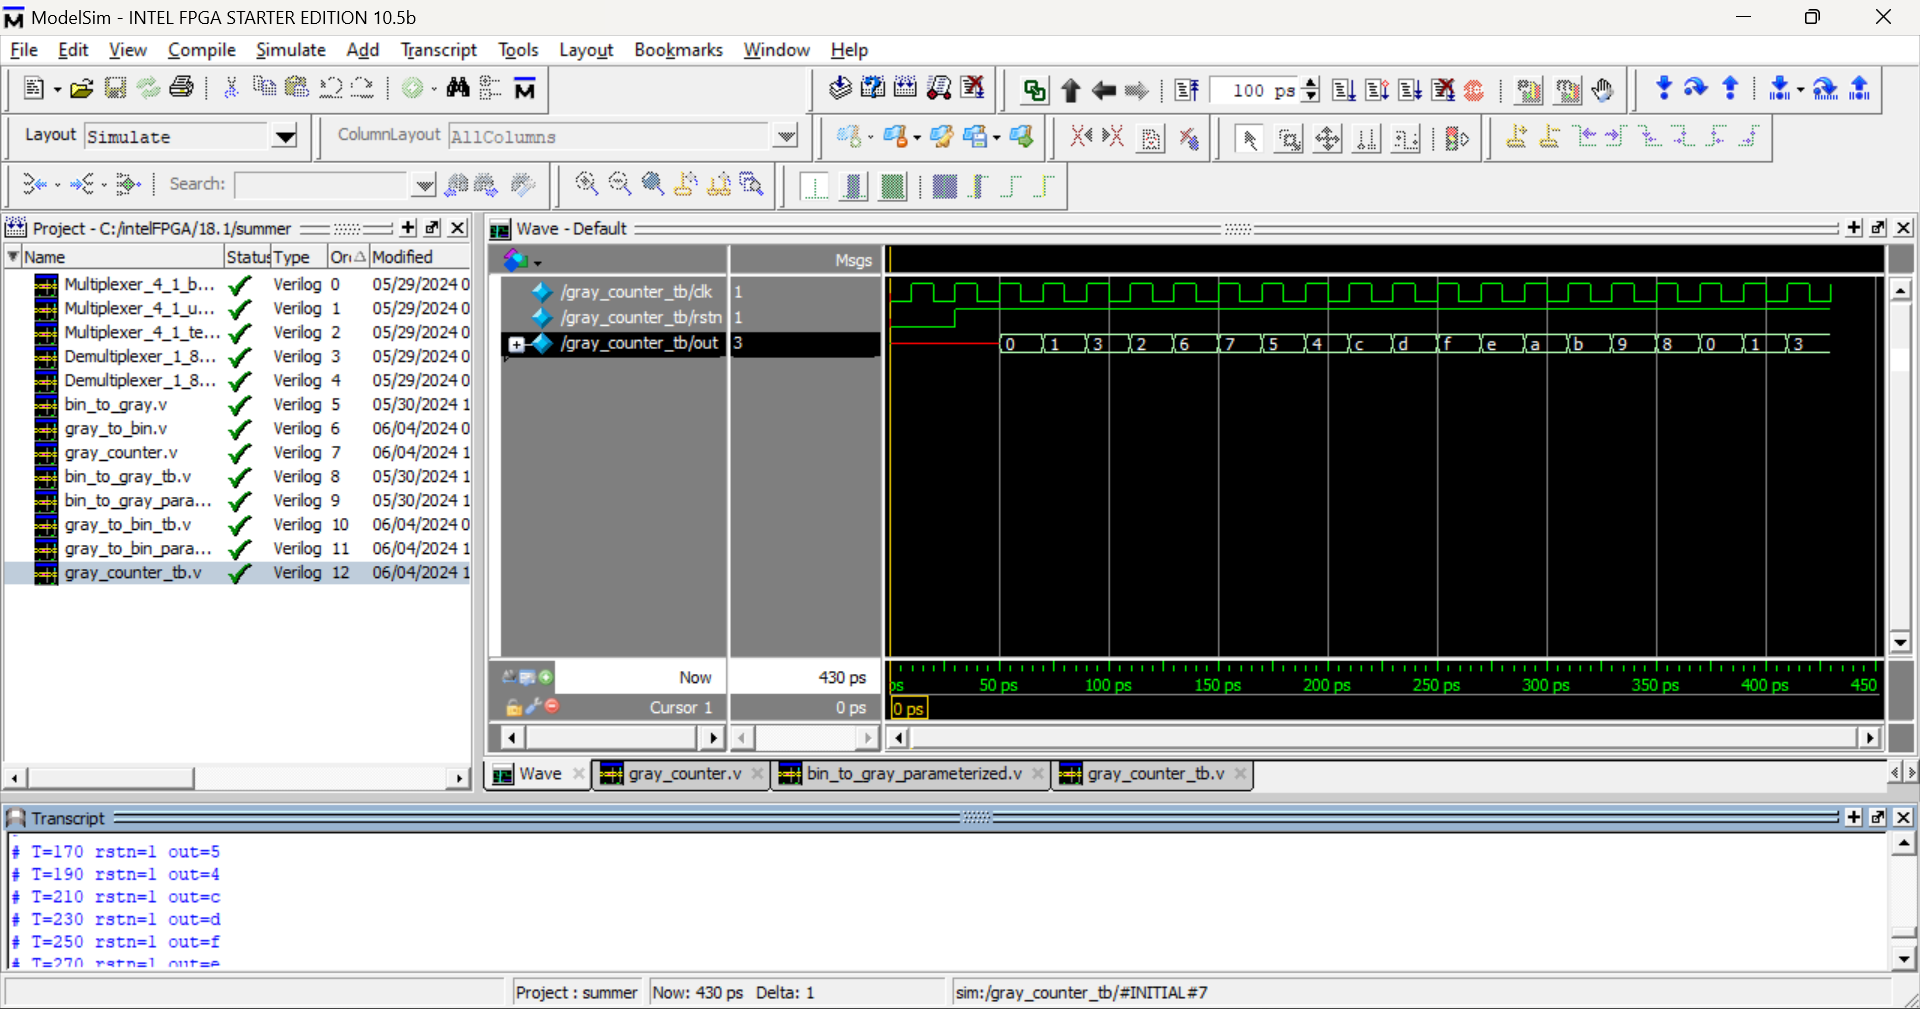 ModelSim - INTEL FPGA STARTER EDITION 10.5b
File Edit View Compile Simulate Add Transcript Tools Layout Bookmarks Window Help
100 ps
Layout Simulate
ColumnLayout AllColumns
Search:
Project - C:/intelFPGA/18.1/summer
Name Status Type Or Modified
Multiplexer_4_1_b... Verilog 0 05/29/2024 0
Multiplexer_4_1_u... Verilog 1 05/29/2024 0
Multiplexer_4_1_te... Verilog 2 05/29/2024 0
Demultiplexer_1_8... Verilog 3 05/29/2024 0
Demultiplexer_1_8... Verilog 4 05/29/2024 0
bin_to_gray.v Verilog 5 05/30/2024 1
gray_to_bin.v Verilog 6 06/04/2024 0
gray_counter.v Verilog 7 06/04/2024 1
bin_to_gray_tb.v Verilog 8 05/30/2024 1
bin_to_gray_para... Verilog 9 05/30/2024 1
gray_to_bin_tb.v Verilog 10 06/04/2024 0
gray_to_bin_para... Verilog 11 06/04/2024 1
gray_counter_tb.v Verilog 12 06/04/2024 1
Wave - Default
Msgs
/gray_counter_tb/clk 1
/gray_counter_tb/rstn 1
/gray_counter_tb/out 3 0 1 3 2 6 7 5 4 c d f e a b 9 8 0 1 3
Now 430 ps ps 50 ps 100 ps 150 ps 200 ps 250 ps 300 ps 350 ps 400 ps 450
Cursor 1 0 ps 0 ps
Wave gray_counter.v bin_to_gray_parameterized.v gray_counter_tb.v
Transcript
# T=170 rstn=1 out=5
# T=190 rstn=1 out=4
# T=210 rstn=1 out=c
# T=230 rstn=1 out=d
# T=250 rstn=1 out=f
# T=270 rstn=1 out=e
Project : summer Now: 430 ps Delta: 1 sim:/gray_counter_tb/#INITIAL#7